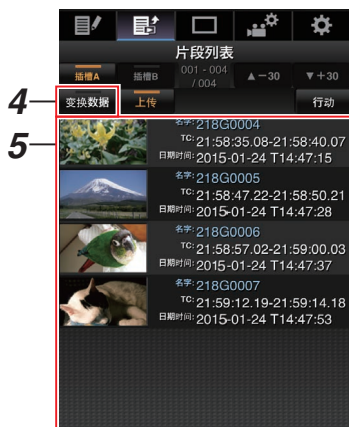 片段列表
插槽A 插槽B 001 - 004 / 004 ▲−30 ▼+30
4 变换数据 上传 行动
5
名字: 218G0004
TC: 21:58:35.08-21:58:40.07
日期时间: 2015-01-24 T14:47:15
名字: 218G0005
TC: 21:58:47.22-21:58:50.21
日期时间: 2015-01-24 T14:47:28
名字: 218G0006
TC: 21:58:57.02-21:59:00.03
日期时间: 2015-01-24 T14:47:37
名字: 218G0007
TC: 21:59:12.19-21:59:14.18
日期时间: 2015-01-24 T14:47:53